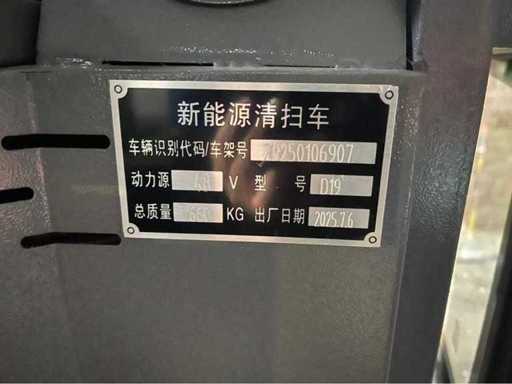 新能源清扫车
车辆识别代码/车架号 20250106907
动力源 V 型 号 D19
总质量 KG 出厂日期 2025.7.6